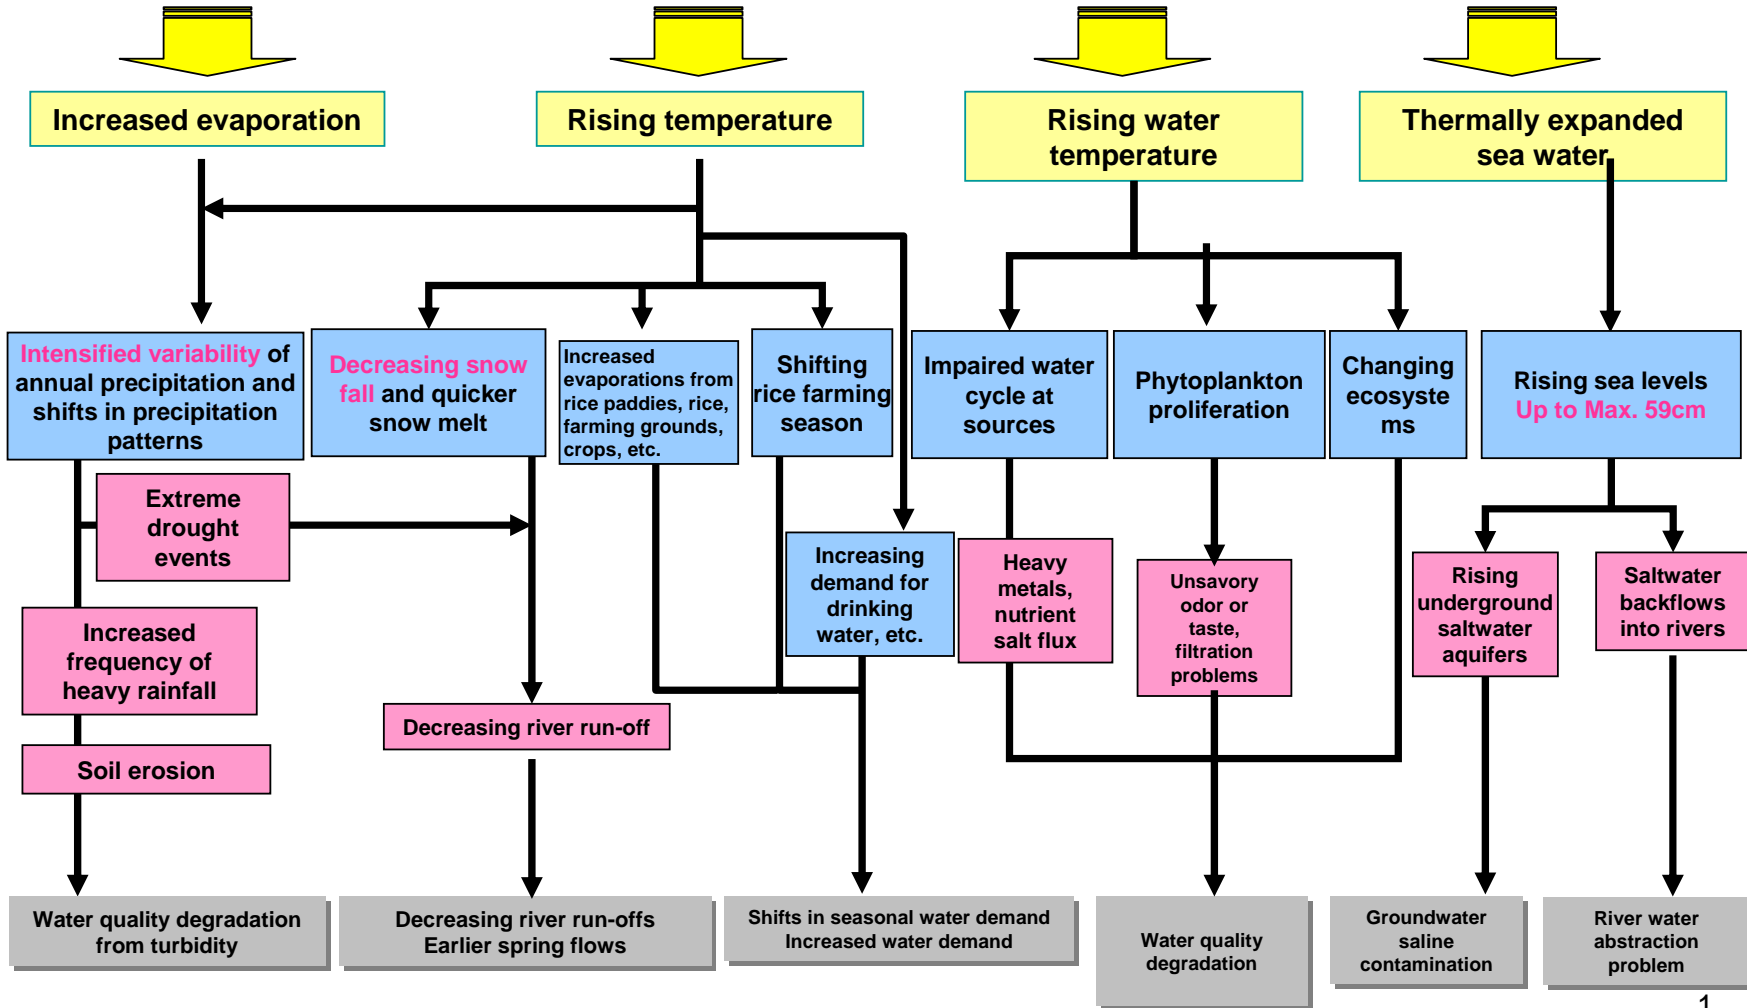 Increased evaporation
Rising temperature
Rising water
temperature
Thermally expanded
sea water
Intensified variability of
annual precipitation and
shifts in precipitation
patterns
Decreasing snow
fall and quicker
snow melt
Increased
evaporations from
rice paddies, rice,
farming grounds,
crops, etc.
Shifting
rice farming
season
Impaired water
cycle at
sources
Phytoplankton
proliferation
Changing
ecosyste
ms
Rising sea levels
Up to Max. 59cm
Extreme
drought
events
Increasing
demand for
drinking
water, etc.
Heavy
metals,
nutrient
salt flux
Unsavory
odor or
taste,
filtration
problems
Rising
underground
saltwater
aquifers
Saltwater
backflows
into rivers
Increased
frequency of
heavy rainfall
Decreasing river run-off
Soil erosion
Water quality degradation
from turbidity
Decreasing river run-offs
Earlier spring flows
Shifts in seasonal water demand
Increased water demand
Water quality
degradation
Groundwater
saline
contamination
River water
abstraction
problem
1